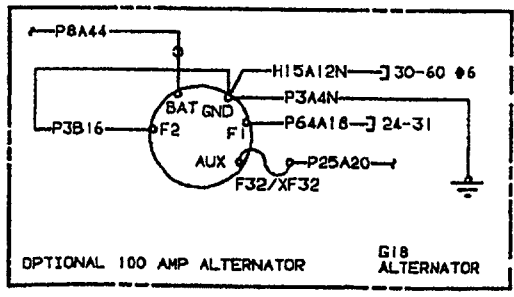 P8A44
H15A12N 30-60 #6
BAT GND P3A4N
P3B16 F2 F1 P64A18 24-31
AUX P25A20
F32/XF32
OPTIONAL 100 AMP ALTERNATOR
G18
ALTERNATOR